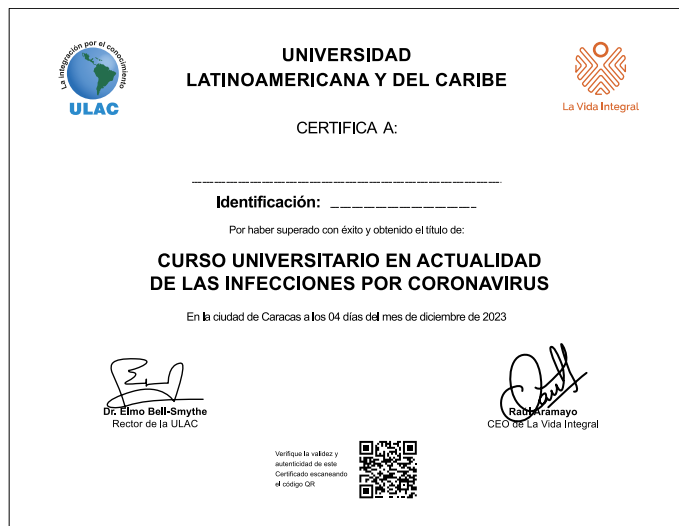 La integración por el conocimiento
ULAC
UNIVERSIDAD
LATINOAMERICANA Y DEL CARIBE
La Vida Integral
CERTIFICA A:
Identificación:
Por haber superado con éxito y obtenido el título de:
CURSO UNIVERSITARIO EN ACTUALIDAD
DE LAS INFECCIONES POR CORONAVIRUS
En la ciudad de Caracas a los 04 días del mes de diciembre de 2023
Dr. Elmo Bell-Smythe
Rector de la ULAC
Raúl Aramayo
CEO de La Vida Integral
Verifique la validez y
autenticidad de este
Certificado escaneando
el código QR